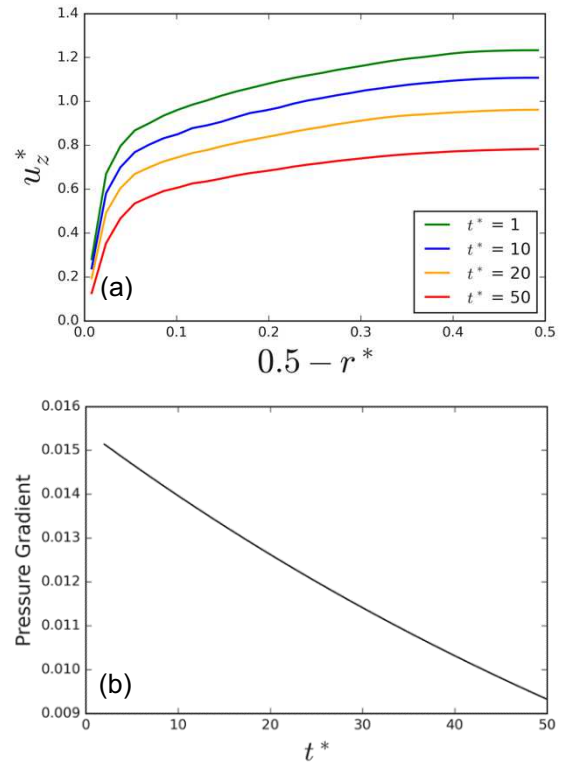 1.4
1.2
1.0
0.8
0.6
0.4
0.2
0.0
u_z^*
(a)
t* = 1
t* = 10
t* = 20
t* = 50
0.0 0.1 0.2 0.3 0.4 0.5
0.5 − r*
0.016
0.015
0.014
0.013
0.012
0.011
0.010
0.009
Pressure Gradient
(b)
0 10 20 30 40 50
t*